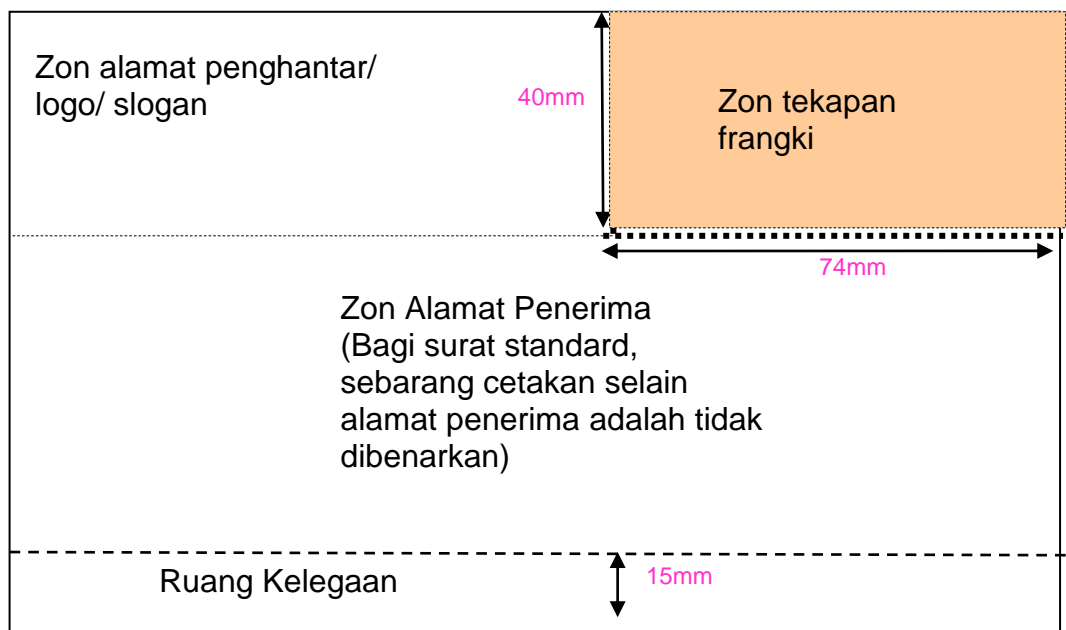 Zon alamat penghantar/
logo/ slogan
40mm
Zon tekapan
frangki
74mm
Zon Alamat Penerima
(Bagi surat standard,
sebarang cetakan selain
alamat penerima adalah tidak
dibenarkan)
Ruang Kelegaan
15mm